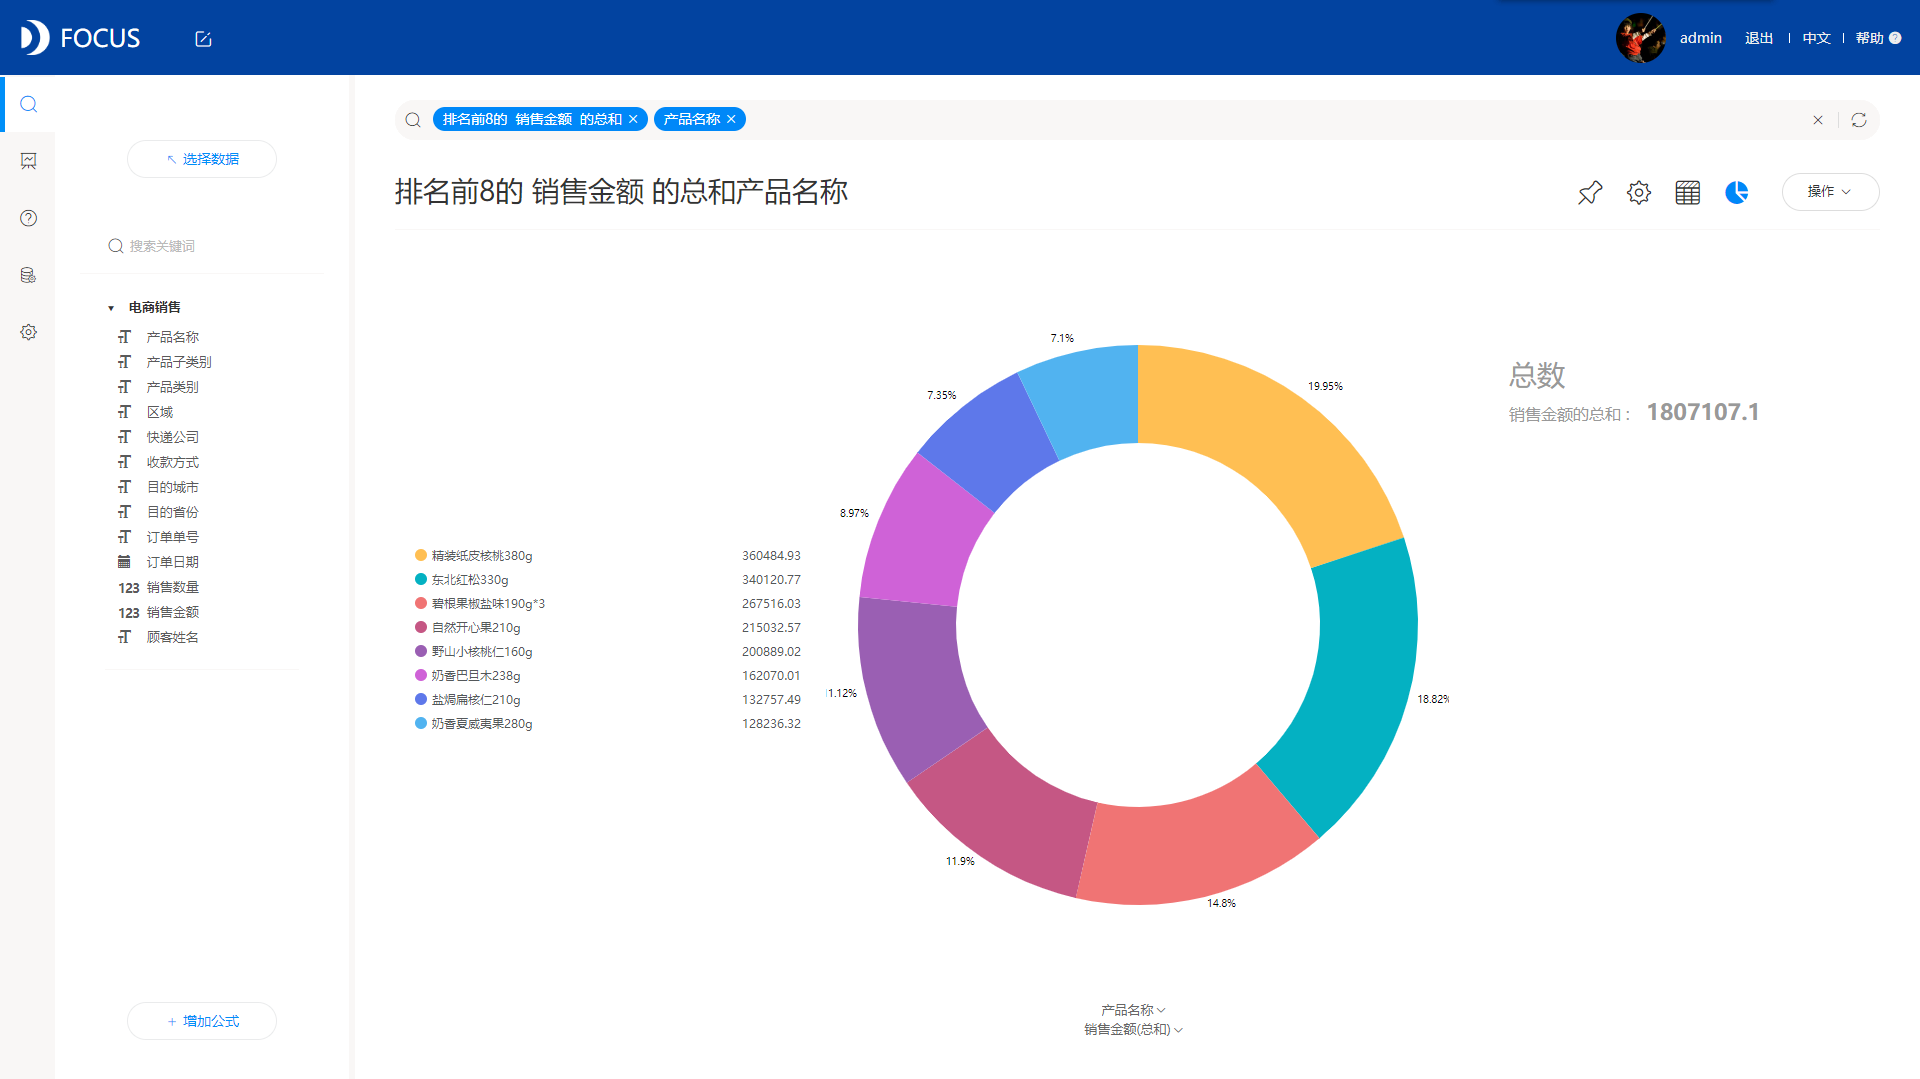 FOCUS
admin 退出 中文 帮助 ?
排名前8的 销售金额 的总和 × 产品名称 ×
选择数据
排名前8的 销售金额 的总和产品名称
操作
搜索关键词
电商销售
产品名称
产品子类别
产品类别
区域
快递公司
收款方式
目的城市
目的省份
订单单号
订单日期
123 销售数量
123 销售金额
顾客姓名
+ 增加公式
精装纸皮核桃380g 360484.93
东北红松330g 340120.77
碧根果椒盐味190g*3 267516.03
自然开心果210g 215032.57
野山小核桃仁160g 200889.02
奶香巴旦木238g 162070.01
盐焗扁核仁210g 132757.49
奶香夏威夷果280g 128236.32
7.1%
19.95%
7.35%
8.97%
11.12%
18.82%
11.9%
14.8%
总数
销售金额的总和: 1807107.1
产品名称
销售金额(总和)